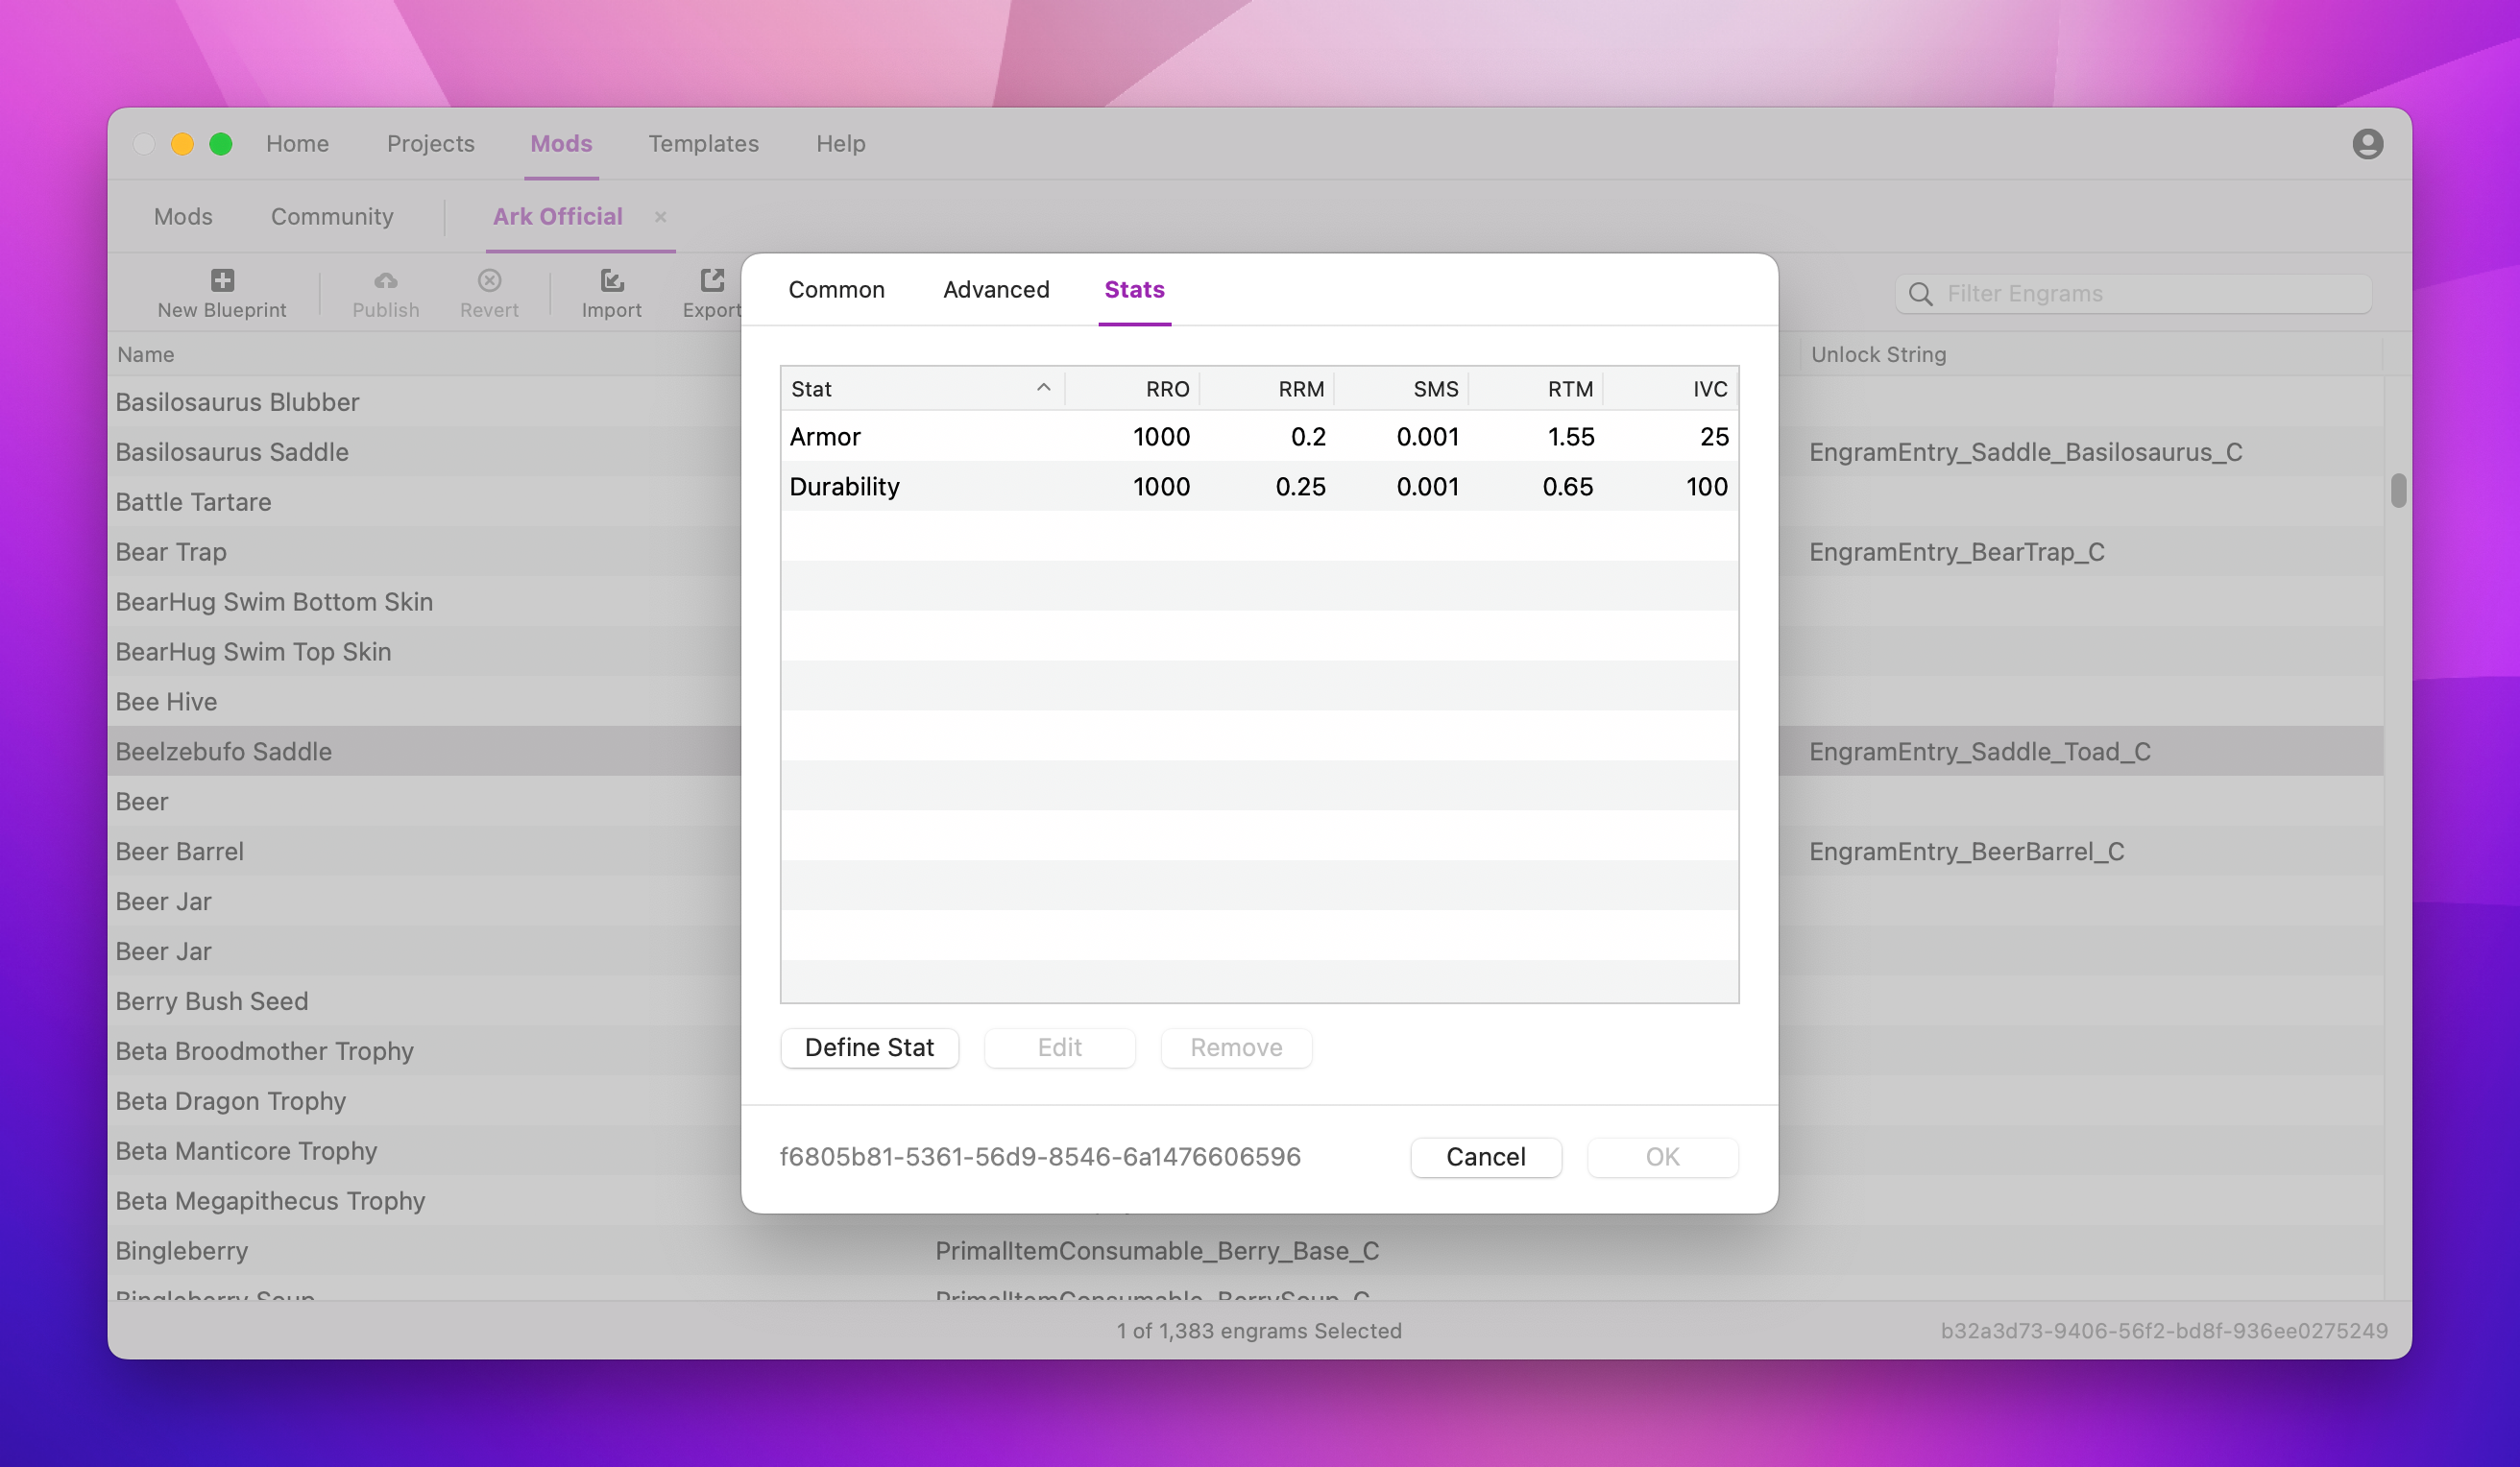 Home Projects Mods Templates Help
Mods Community Ark Official
New Blueprint Publish Revert Import Export
Filter Engrams
Name
Unlock String
Basilosaurus Blubber
Basilosaurus Saddle EngramEntry_Saddle_Basilosaurus_C
Battle Tartare
Bear Trap EngramEntry_BearTrap_C
BearHug Swim Bottom Skin
BearHug Swim Top Skin
Bee Hive
Beelzebufo Saddle EngramEntry_Saddle_Toad_C
Beer
Beer Barrel EngramEntry_BeerBarrel_C
Beer Jar
Beer Jar
Berry Bush Seed
Beta Broodmother Trophy
Beta Dragon Trophy
Beta Manticore Trophy
Beta Megapithecus Trophy
Bingleberry PrimalItemConsumable_Berry_Base_C
Bingleberry Soup PrimalItemConsumable_BerrySoup_C
Common Advanced Stats
Stat RRO RRM SMS RTM IVC
Armor 1000 0.2 0.001 1.55 25
Durability 1000 0.25 0.001 0.65 100
Define Stat Edit Remove
f6805b81-5361-56d9-8546-6a1476606596 Cancel OK
1 of 1,383 engrams Selected
b32a3d73-9406-56f2-bd8f-936ee0275249